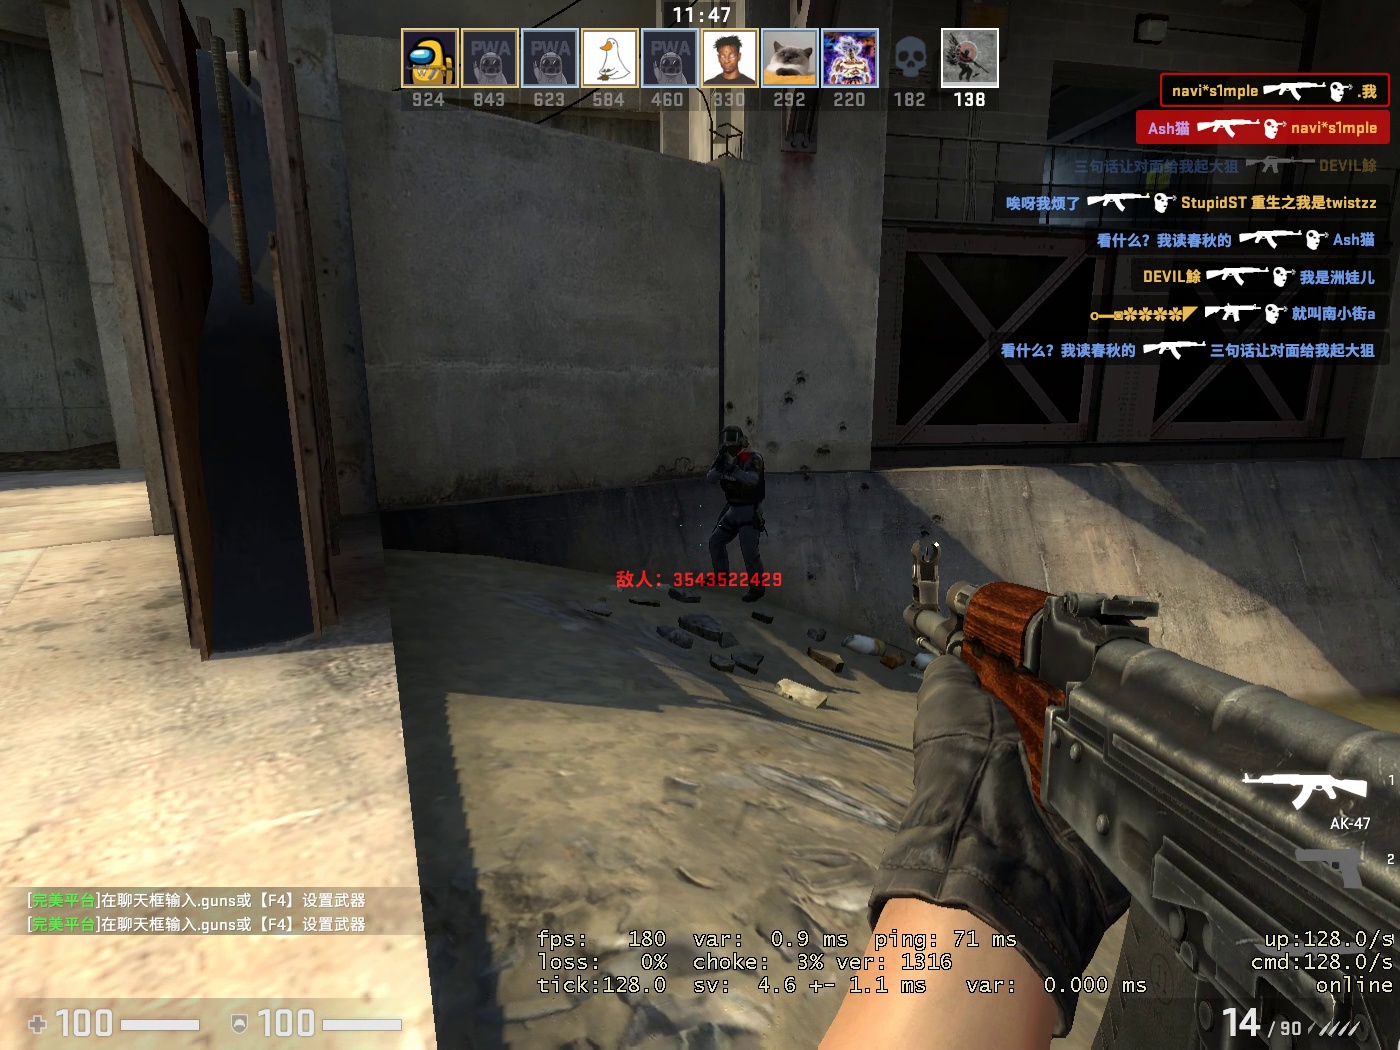 11:47
PWA PWA PWA
924 843 623 584 460 330 292 220 182 138
navi*s1mple .我
Ash猫 navi*s1mple
三句话让对面给我起大狙 DEVIL餘
唉呀我烦了 StupidST 重生之我是twistzz
看什么? 我读春秋的 Ash猫
DEVIL餘 我是洲娃儿
就叫南小街a
看什么? 我读春秋的 三句话让对面给我起大狙
敌人: 3543522429
1
AK-47
2
[完美平台]在聊天框输入.guns或【F4】设置武器
[完美平台]在聊天框输入.guns或【F4】设置武器
fps: 180 var: 0.9 ms ping: 71 ms up:128.0/s
loss: 0% choke: 3% ver: 1316 cmd:128.0/s
tick:128.0 sv: 4.6 +- 1.1 ms var: 0.000 ms online
100 100 14 / 90